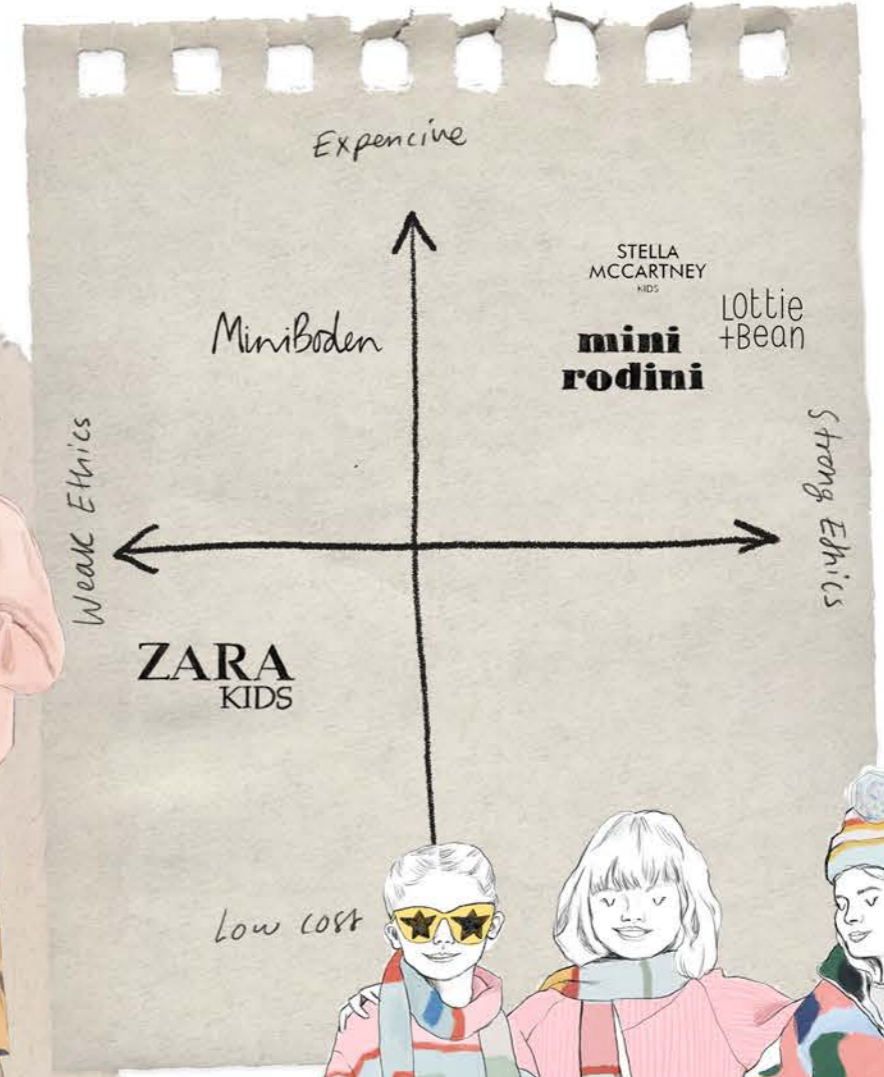 Expencive
STELLA
MCCARTNEY
KIDS
Lottie
+Bean
MiniBoden
mini
rodini
Weak Ethics
Strong Ethics
ZARA
KIDS
Low cost